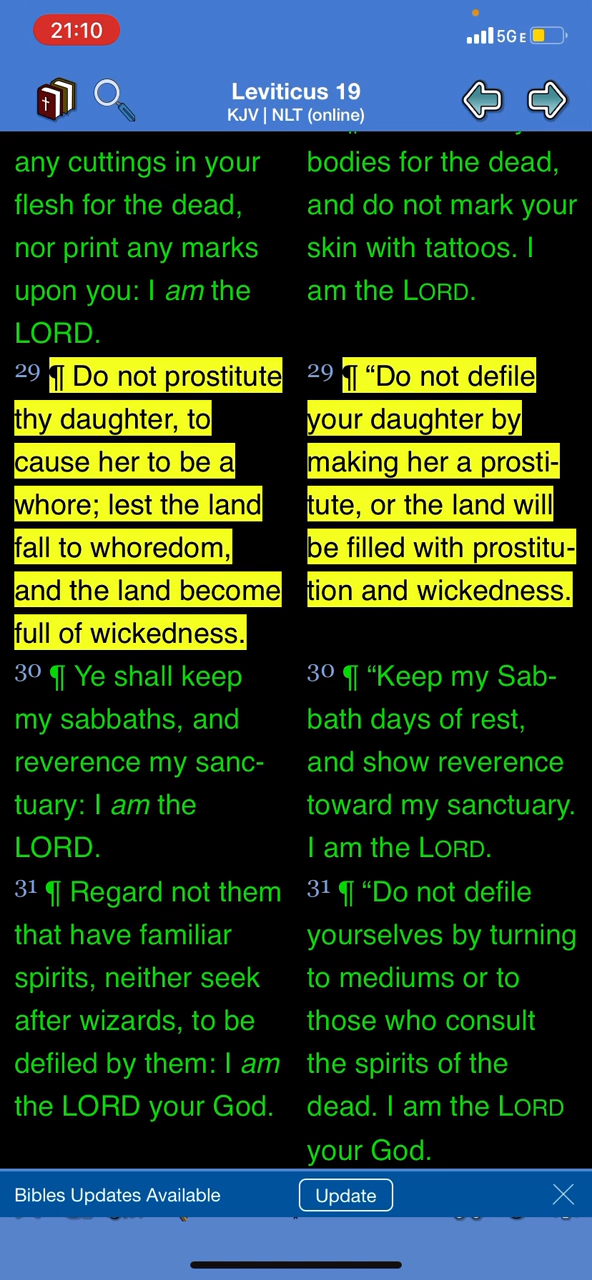 21:10
5GE
Leviticus 19
KJV | NLT (online)
any cuttings in your
flesh for the dead,
nor print any marks
upon you: I am the
LORD.
29 ¶ Do not prostitute
thy daughter, to
cause her to be a
whore; lest the land
fall to whoredom,
and the land become
full of wickedness.
30 ¶ Ye shall keep
my sabbaths, and
reverence my sanc-
tuary: I am the
LORD.
31 ¶ Regard not them
that have familiar
spirits, neither seek
after wizards, to be
defiled by them: I am
the LORD your God.
bodies for the dead,
and do not mark your
skin with tattoos. I
am the LORD.
29 ¶ “Do not defile
your daughter by
making her a prosti-
tute, or the land will
be filled with prostitu-
tion and wickedness.
30 ¶ “Keep my Sab-
bath days of rest,
and show reverence
toward my sanctuary.
I am the LORD.
31 ¶ “Do not defile
yourselves by turning
to mediums or to
those who consult
the spirits of the
dead. I am the LORD
your God.
Bibles Updates Available
Update